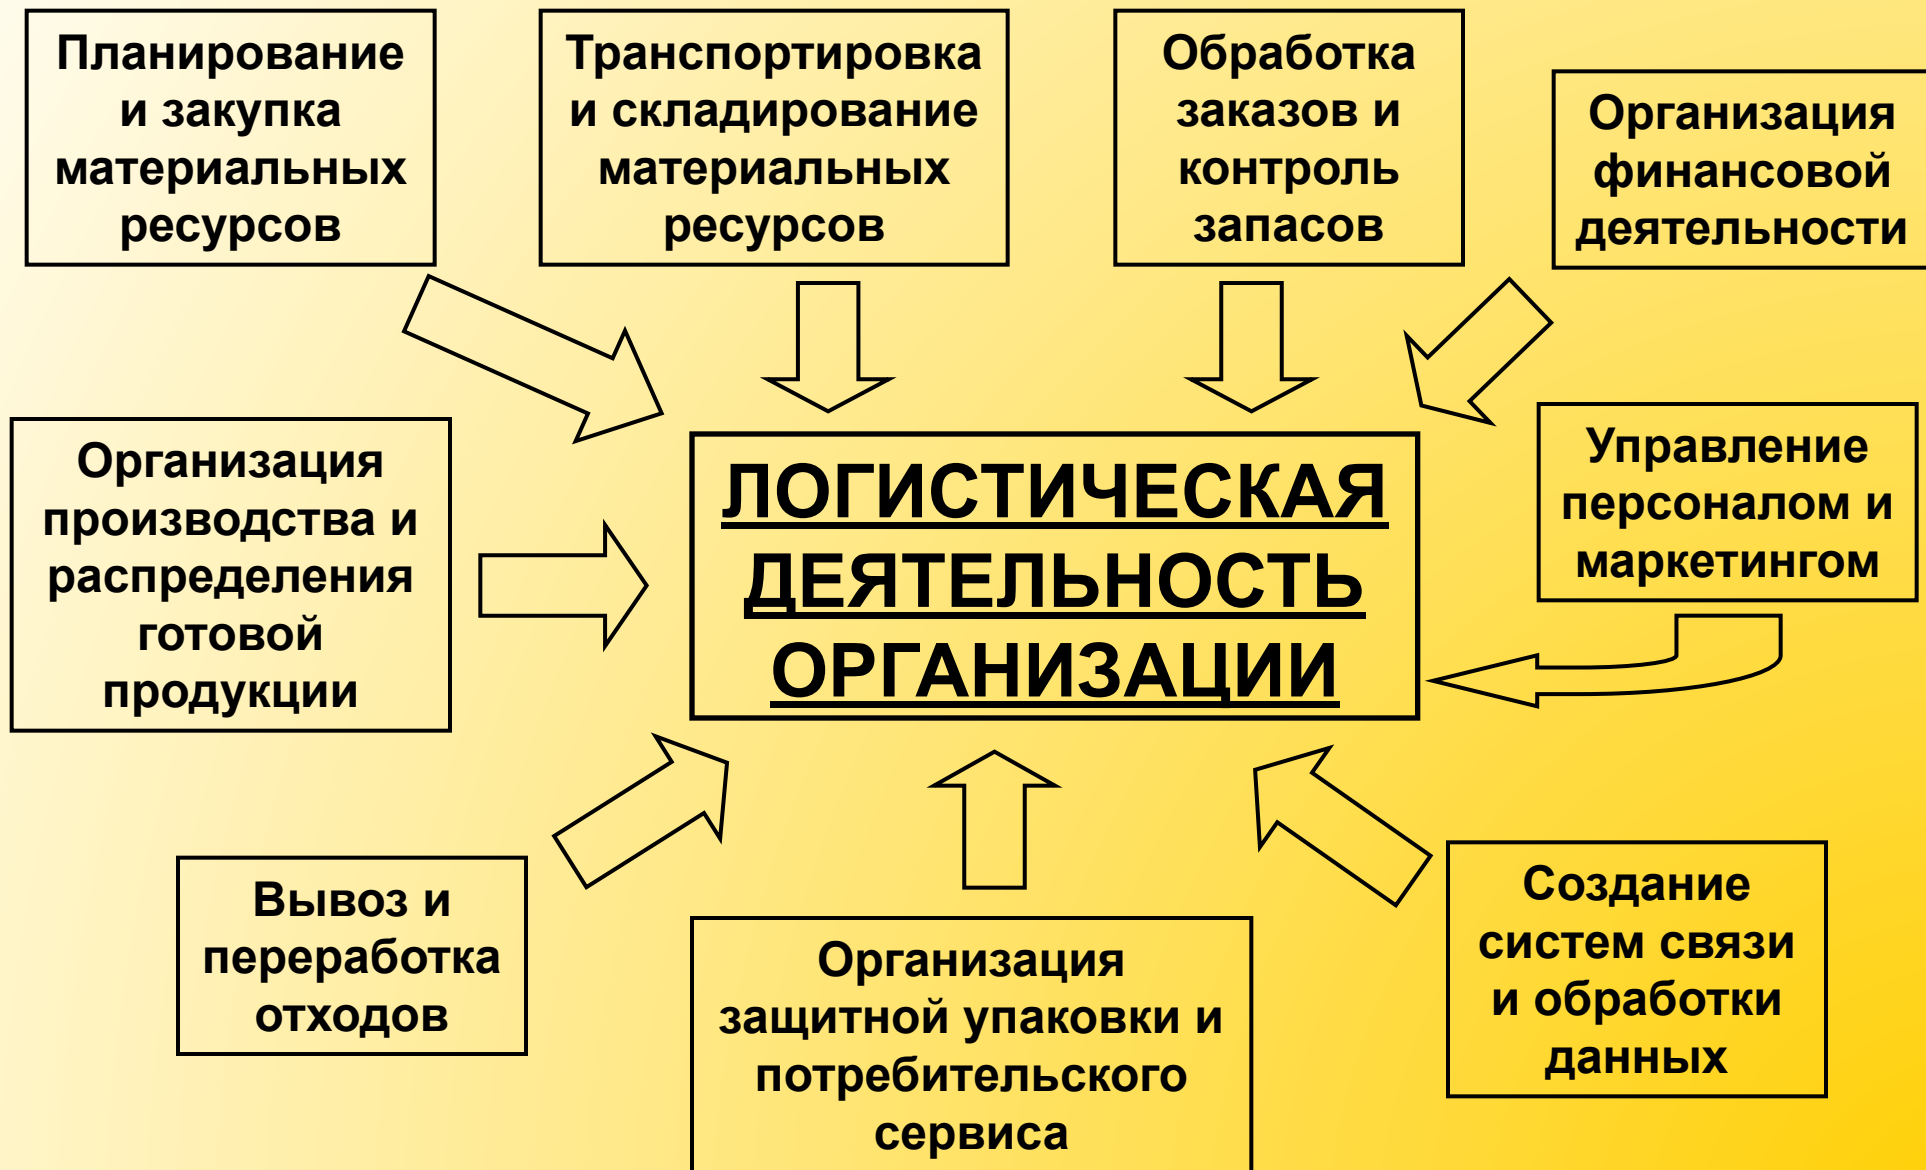 Планирование
и закупка
материальных
ресурсов
Транспортировка
и складирование
материальных
ресурсов
Обработка
заказов и
контроль
запасов
Организация
финансовой
деятельности
Организация
производства и
распределения
готовой
продукции
ЛОГИСТИЧЕСКАЯ
ДЕЯТЕЛЬНОСТЬ
ОРГАНИЗАЦИИ
Управление
персоналом и
маркетингом
Вывоз и
переработка
отходов
Организация
защитной упаковки и
потребительского
сервиса
Создание
систем связи
и обработки
данных